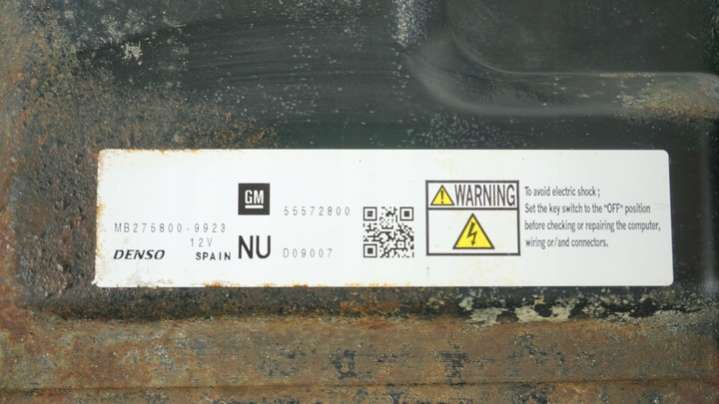 GM
55572800
MB275800-9923
12V
DENSO
SPAIN
NU
D09007
WARNING
To avoid electric shock ;
Set the key switch to the "OFF" position
before checking or repairing the computer,
wiring or/and connectors.